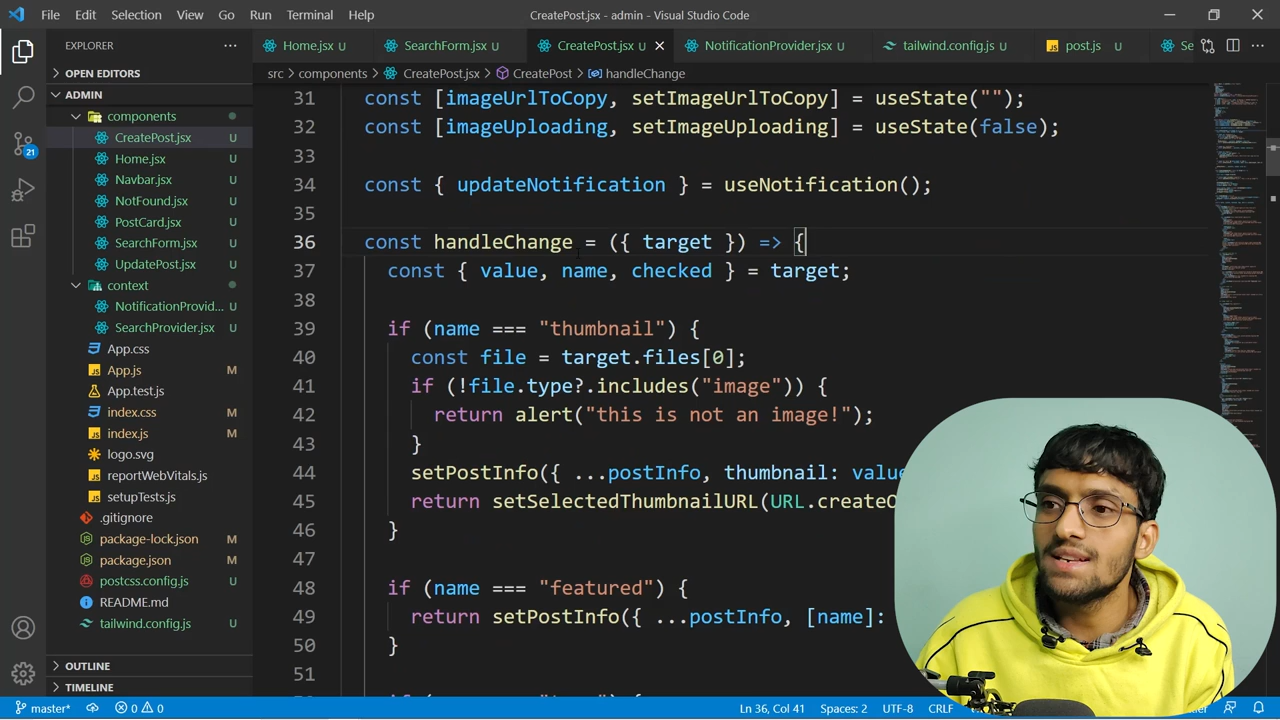 File Edit Selection View Go Run Terminal Help
CreatePost.jsx - admin - Visual Studio Code
EXPLORER
OPEN EDITORS
ADMIN
components
CreatePost.jsx U
Home.jsx U
Navbar.jsx U
NotFound.jsx U
PostCard.jsx U
SearchForm.jsx U
UpdatePost.jsx U
context
NotificationProvid... U
SearchProvider.jsx U
App.css
App.js M
App.test.js
index.css M
index.js M
logo.svg
reportWebVitals.js
setupTests.js
.gitignore
package-lock.json M
package.json M
postcss.config.js U
README.md
tailwind.config.js U
OUTLINE
TIMELINE
21
Home.jsx U SearchForm.jsx U CreatePost.jsx U NotificationProvider.jsx U tailwind.config.js U post.js U Se
src > components > CreatePost.jsx > CreatePost > handleChange
31 const [imageUrlToCopy, setImageUrlToCopy] = useState("");
32 const [imageUploading, setImageUploading] = useState(false);
33
34 const { updateNotification } = useNotification();
35
36 const handleChange = ({ target }) => {
37 const { value, name, checked } = target;
38
39 if (name === "thumbnail") {
40 const file = target.files[0];
41 if (!file.type?.includes("image")) {
42 return alert("this is not an image!");
43 }
44 setPostInfo({ ...postInfo, thumbnail: value
45 return setSelectedThumbnailURL(URL.createO
46 }
47
48 if (name === "featured") {
49 return setPostInfo({ ...postInfo, [name]:
50 }
51
master* 0 0 Ln 36, Col 41 Spaces: 2 UTF-8 CRLF